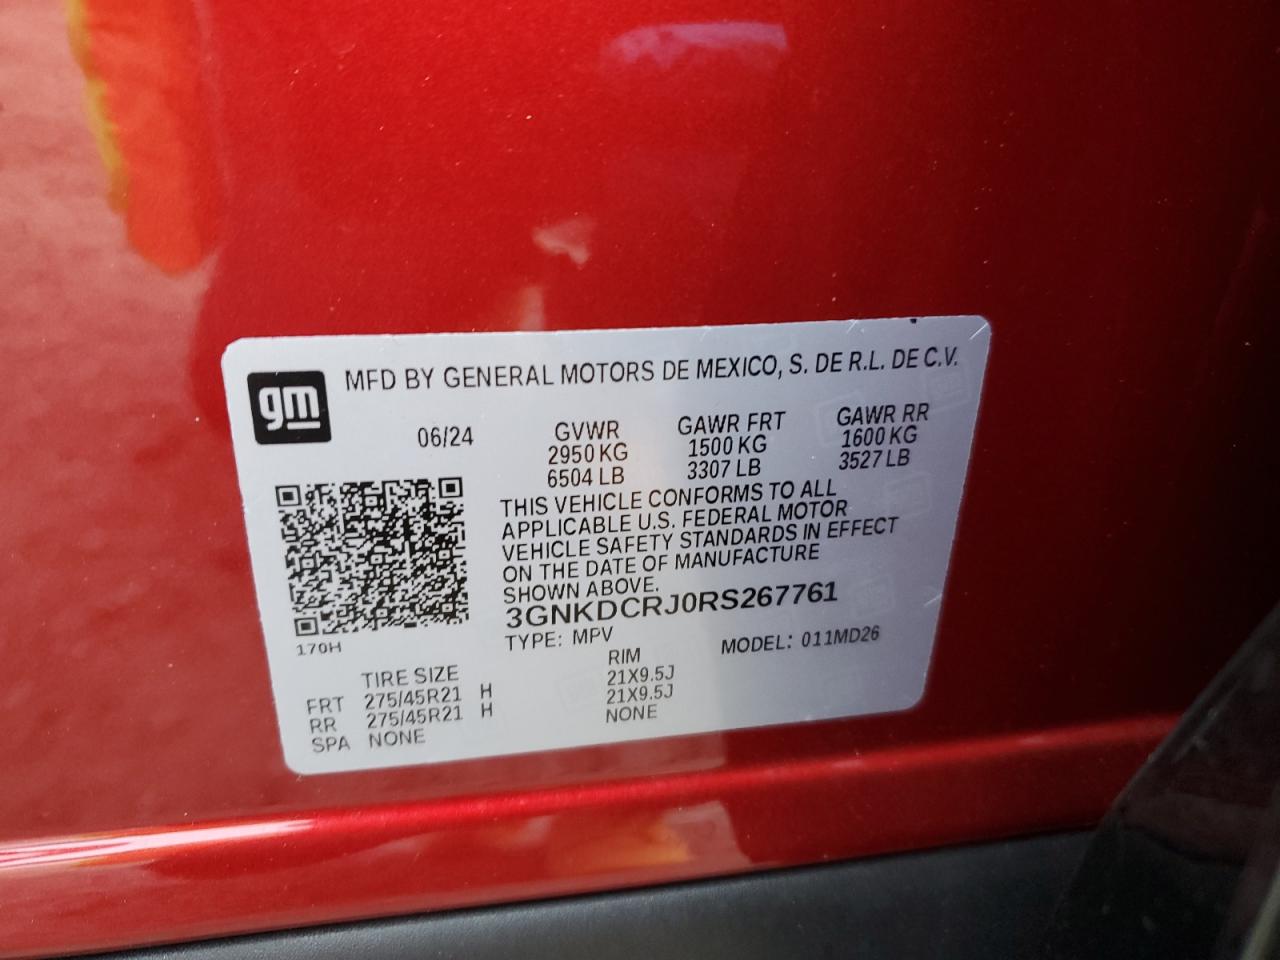 gm MFD BY GENERAL MOTORS DE MEXICO, S. DE R.L. DE C.V.
06/24 GVWR GAWR FRT GAWR RR
2950 KG 1500 KG 1600 KG
6504 LB 3307 LB 3527 LB
THIS VEHICLE CONFORMS TO ALL
APPLICABLE U.S. FEDERAL MOTOR
VEHICLE SAFETY STANDARDS IN EFFECT
ON THE DATE OF MANUFACTURE
SHOWN ABOVE.
3GNKDCRJ0RS267761
170H TYPE: MPV MODEL: 011MD26
TIRE SIZE RIM
FRT 275/45R21 H 21X9.5J
RR 275/45R21 H 21X9.5J
SPA NONE NONE